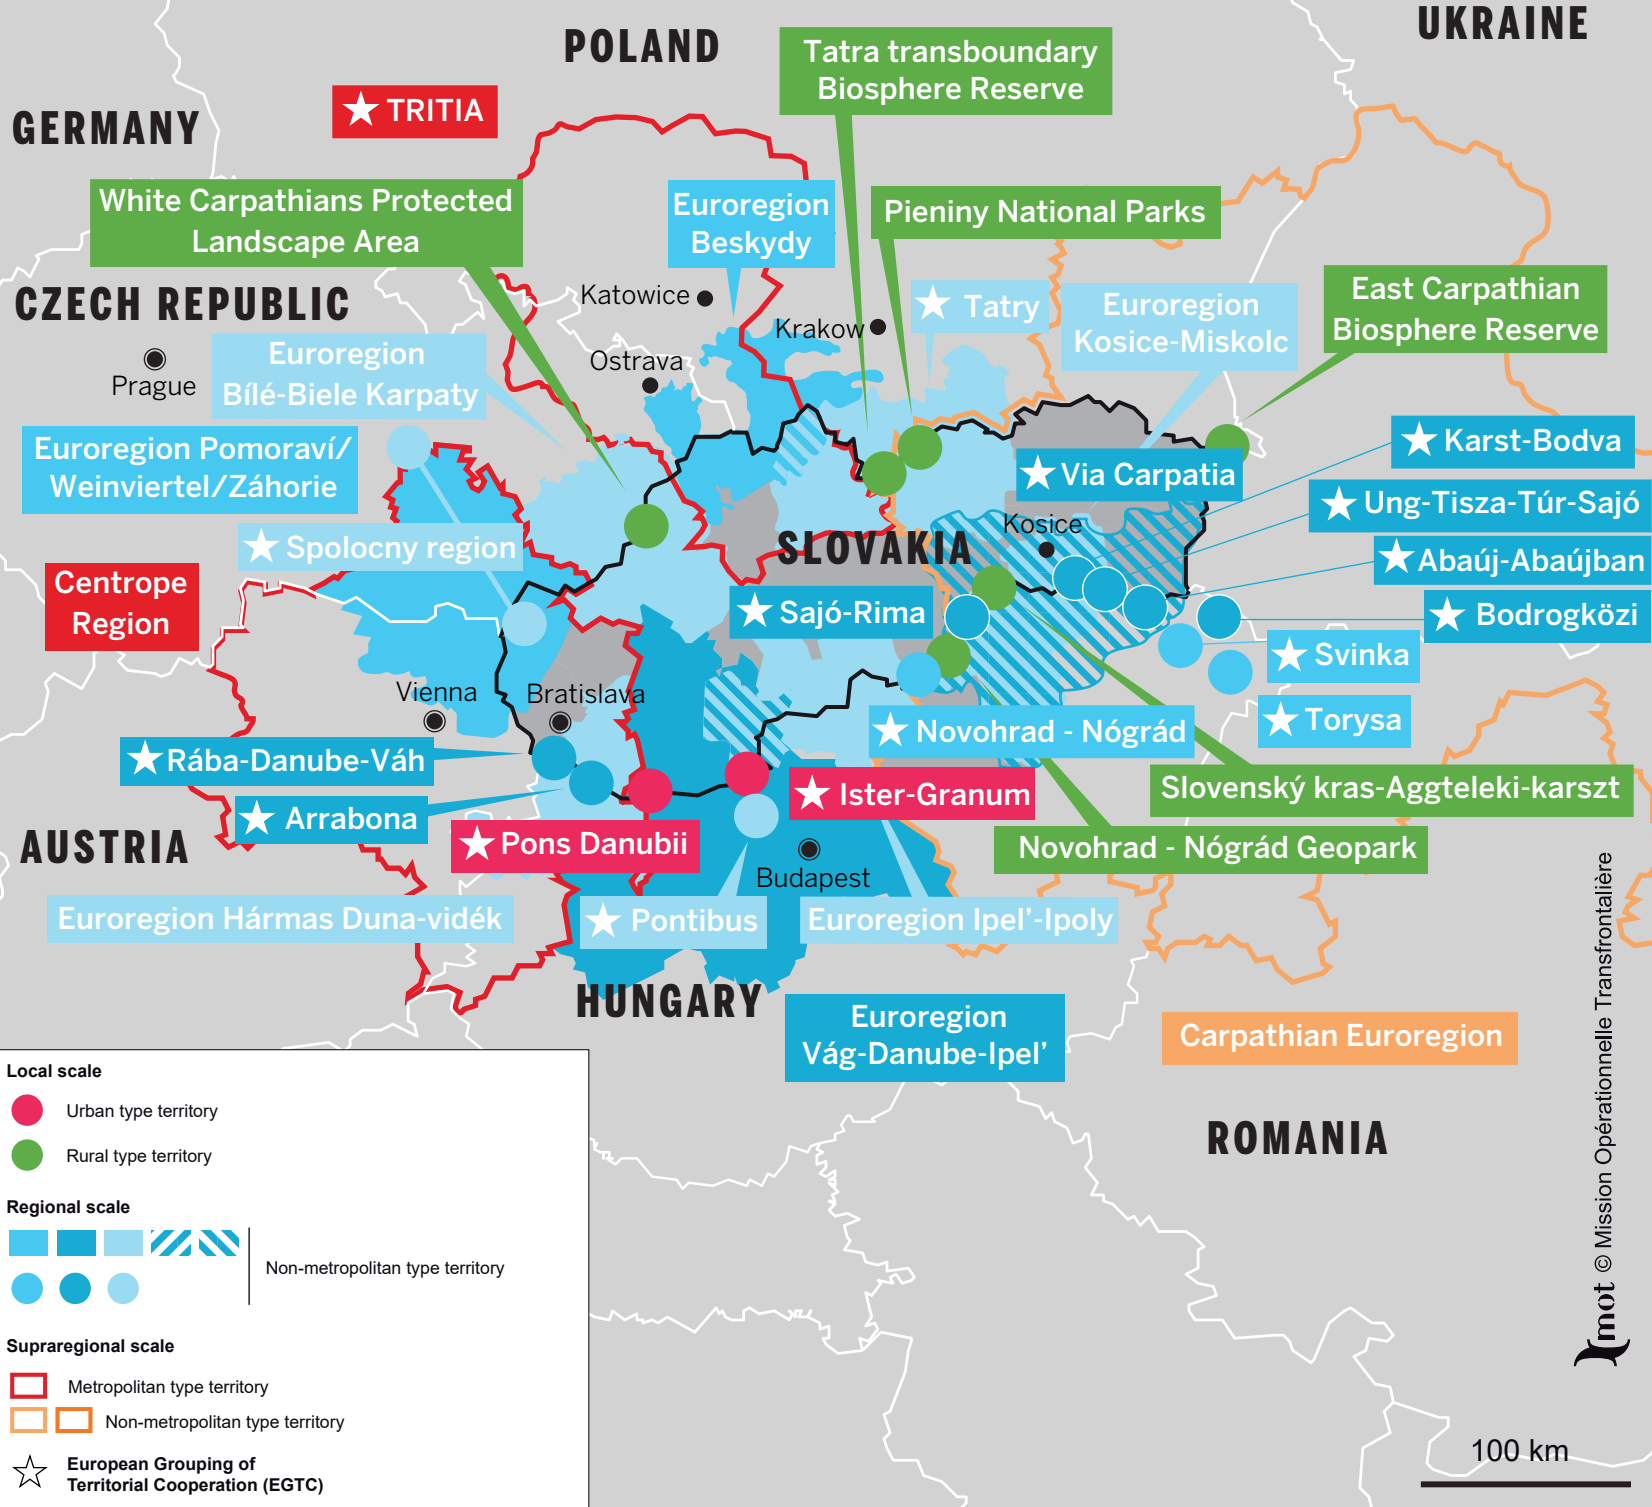 UKRAINE
POLAND
Tatra transboundary
Biosphere Reserve
GERMANY
TRITIA
White Carpathians Protected
Landscape Area
Euroregion
Beskydy
Pieniny National Parks
CZECH REPUBLIC
Katowice
Tatry
Euroregion
Kosice-Miskolc
East Carpathian
Biosphere Reserve
Krakow
Prague
Euroregion
Bílé-Biele Karpaty
Ostrava
Euroregion Pomoraví/
Weinviertel/Záhorie
Karst-Bodva
Via Carpatia
Ung-Tisza-Túr-Sajó
Spolocny region
SLOVAKIA
Kosice
Abaúj-Abaújban
Centrope
Region
Sajó-Rima
Bodrogközi
Svinka
Vienna
Bratislava
Novohrad - Nógrád
Torysa
Rába-Danube-Váh
Ister-Granum
Slovenský kras-Aggteleki-karszt
Arrabona
AUSTRIA
Pons Danubii
Novohrad - Nógrád Geopark
Budapest
Euroregion Hármas Duna-vidék
Pontibus
Euroregion Ipel’-Ipoly
HUNGARY
Euroregion
Vág-Danube-Ipel’
Carpathian Euroregion
ROMANIA
Local scale
Urban type territory
Rural type territory
Regional scale
Non-metropolitan type territory
Supraregional scale
Metropolitan type territory
Non-metropolitan type territory
European Grouping of
Territorial Cooperation (EGTC)
100 km
mot © Mission Opérationnelle Transfrontalière